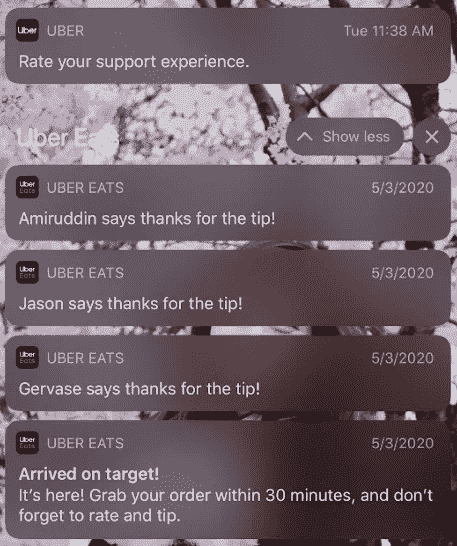 Uber UBER Tue 11:38 AM
Rate your support experience.
Uber Eats Show less
Uber Eats UBER EATS 5/3/2020
Amiruddin says thanks for the tip!
Uber Eats UBER EATS 5/3/2020
Jason says thanks for the tip!
Uber Eats UBER EATS 5/3/2020
Gervase says thanks for the tip!
Uber Eats UBER EATS 5/3/2020
Arrived on target!
It's here! Grab your order within 30 minutes, and don't
forget to rate and tip.